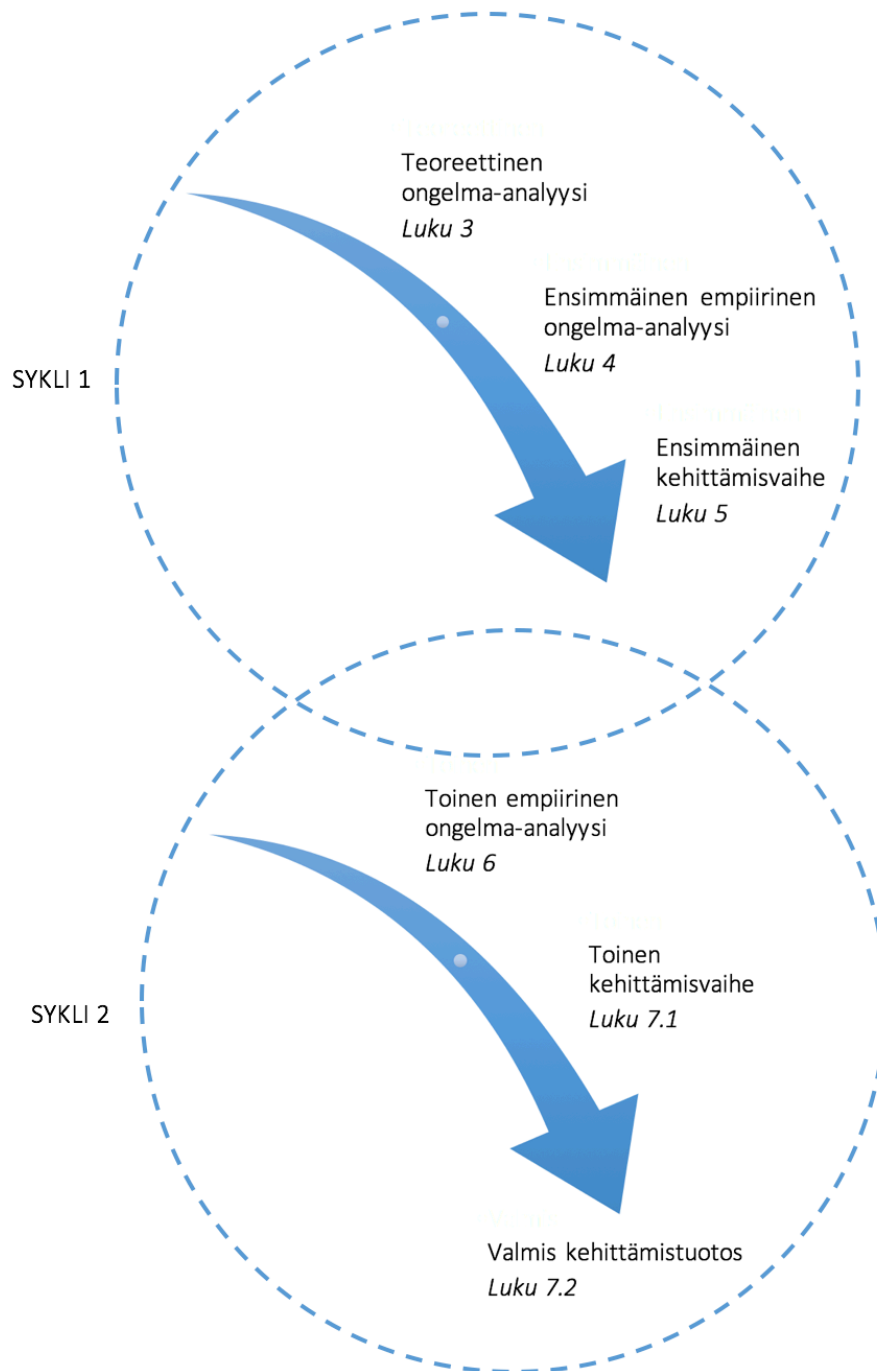 Teoreettinen
ongelma-analyysi
Luku 3
Ensimmäinen empiirinen
ongelma-analyysi
Luku 4
SYKLI 1
Ensimmäinen
kehittämisvaihe
Luku 5
Toinen empiirinen
ongelma-analyysi
Luku 6
Toinen
kehittämisvaihe
Luku 7.1
SYKLI 2
Valmis kehittämistuotos
Luku 7.2